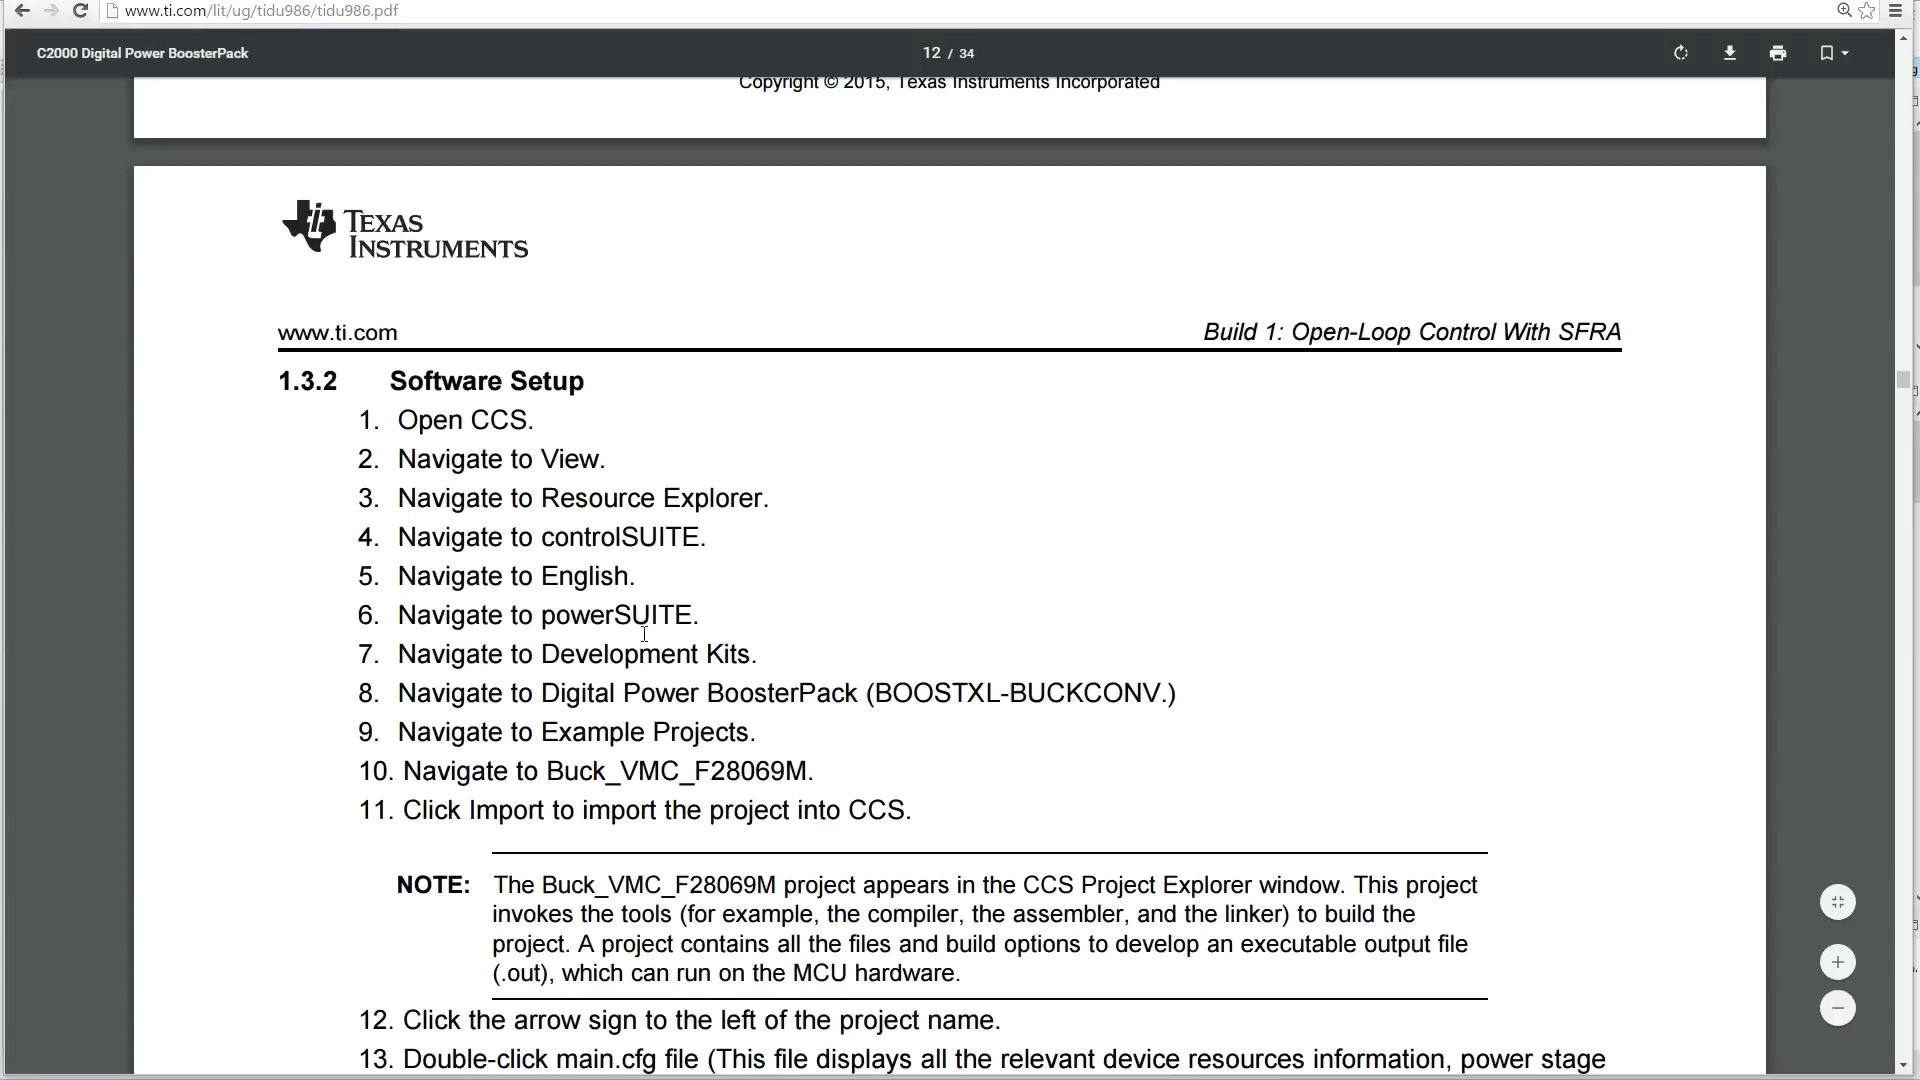 www.ti.com/lit/ug/tidu986/tidu986.pdf
C2000 Digital Power BoosterPack
12 / 34
Copyright © 2015, Texas Instruments Incorporated
TEXAS
INSTRUMENTS
www.ti.com
Build 1: Open-Loop Control With SFRA
1.3.2 Software Setup
1. Open CCS.
2. Navigate to View.
3. Navigate to Resource Explorer.
4. Navigate to controlSUITE.
5. Navigate to English.
6. Navigate to powerSUITE.
7. Navigate to Development Kits.
8. Navigate to Digital Power BoosterPack (BOOSTXL-BUCKCONV.)
9. Navigate to Example Projects.
10. Navigate to Buck_VMC_F28069M.
11. Click Import to import the project into CCS.
NOTE: The Buck_VMC_F28069M project appears in the CCS Project Explorer window. This project
invokes the tools (for example, the compiler, the assembler, and the linker) to build the
project. A project contains all the files and build options to develop an executable output file
(.out), which can run on the MCU hardware.
12. Click the arrow sign to the left of the project name.
13. Double-click main.cfg file (This file displays all the relevant device resources information, power stage